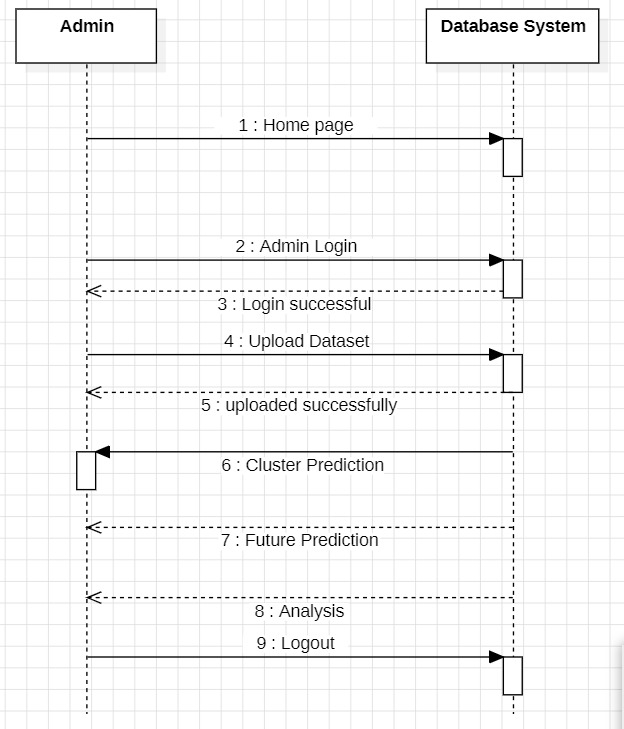 Admin
Database System
1 : Home page
2 : Admin Login
3 : Login successful
4 : Upload Dataset
5 : uploaded successfully
6 : Cluster Prediction
7 : Future Prediction
8 : Analysis
9 : Logout